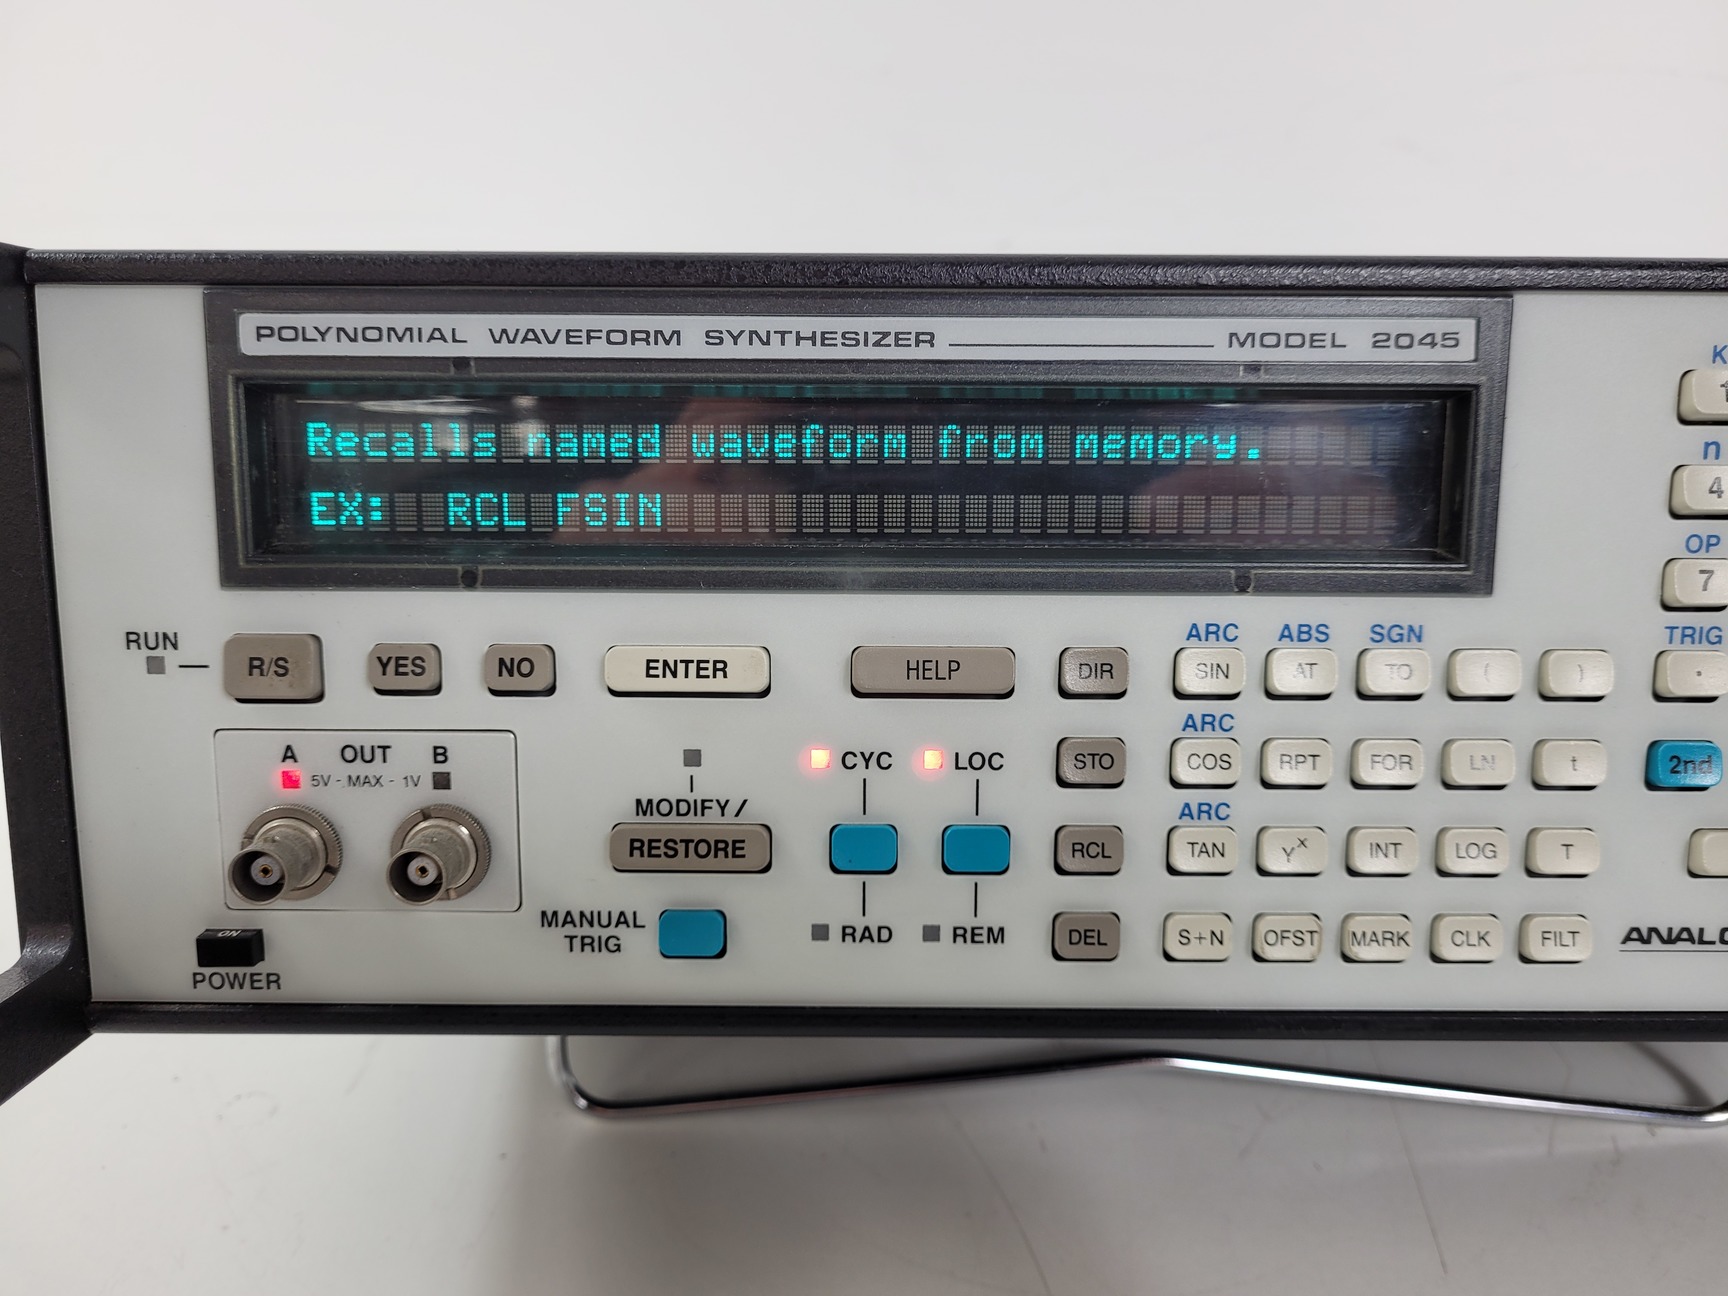 POLYNOMIAL WAVEFORM SYNTHESIZER MODEL 2045
Recalls named waveform from memory.
EX: RCL FSIN
K
1
n
4
OP
7
RUN
R/S YES NO ENTER HELP DIR
ARC ABS SGN TRIG
SIN AT TO ( ) .
A OUT B
5V - MAX - 1V
MODIFY/
RESTORE
CYC LOC
RAD REM
MANUAL
TRIG
ON
POWER
STO
ARC
COS RPT FOR LN t 2nd
RCL
ARC
TAN Y^X INT LOG T
DEL S+N OFST MARK CLK FILT